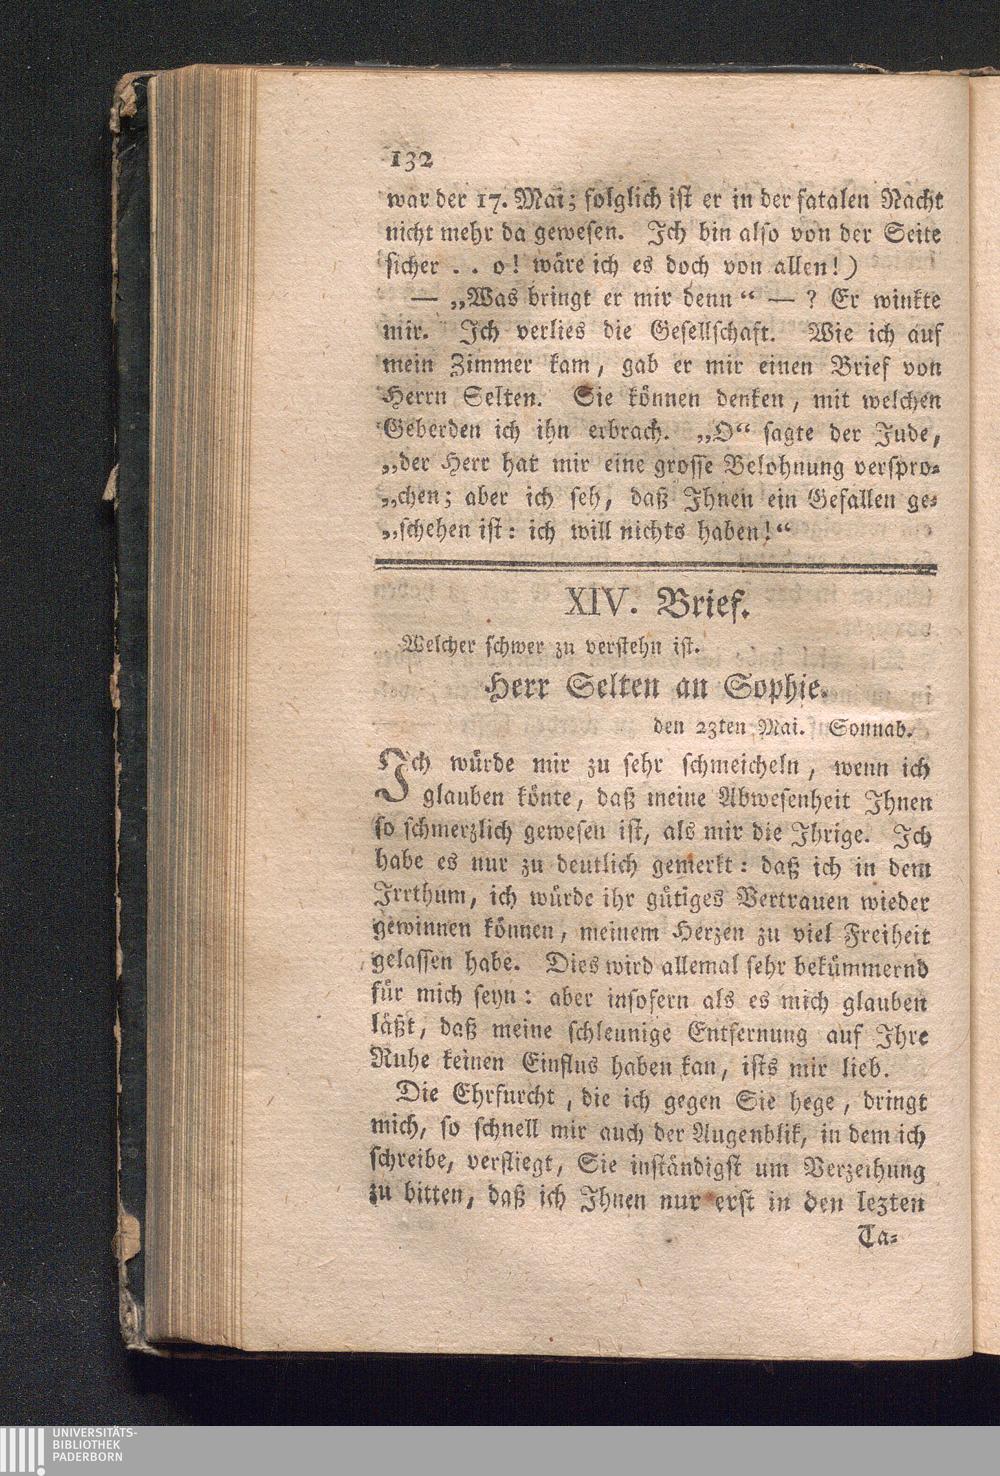 132
war der 17. Mai; folglich ist er in der fatalen Nacht
nicht mehr da gewesen. Ich bin also von der Seite
sicher . . o! wäre ich es doch von allen!)
— „Was bringt er mir denn“ — ? Er winkte
mir. Ich verlies die Gesellschaft. Wie ich auf
mein Zimmer kam, gab er mir einen Brief von
Herrn Selten. Sie können denken, mit welchen
Geberden ich ihn erbrach. „O“ sagte der Jude,
„der Herr hat mir eine grosse Belohnung verspro-
„chen; aber ich seh, daß Ihnen ein Gefallen ge-
„schehen ist: ich will nichts haben!“
XIV. Brief.
Welcher schwer zu verstehn ist.
Herr Selten an Sophie.
den 23ten Mai. Sonnab.
Ich würde mir zu sehr schmeicheln, wenn ich
glauben könte, daß meine Abwesenheit Ihnen
so schmerzlich gewesen ist, als mir die Ihrige. Ich
habe es nur zu deutlich gemerkt: daß ich in dem
Irrthum, ich würde ihr gütiges Vertrauen wieder
gewinnen können, meinem Herzen zu viel Freiheit
gelassen habe. Dies wird allemal sehr bekümmernd
für mich seyn: aber insofern als es mich glauben
läßt, daß meine schleunige Entfernung auf Ihre
Ruhe keinen Einflus haben kan, ists mir lieb.
Die Ehrfurcht, die ich gegen Sie hege, dringt
mich, so schnell mir auch der Augenblik, in dem ich
schreibe, verfliegt, Sie inständigst um Verzeihung
zu bitten, daß ich Ihnen nur erst in den lezten
Ta-
UNIVERSITÄTS-
BIBLIOTHEK
PADERBORN